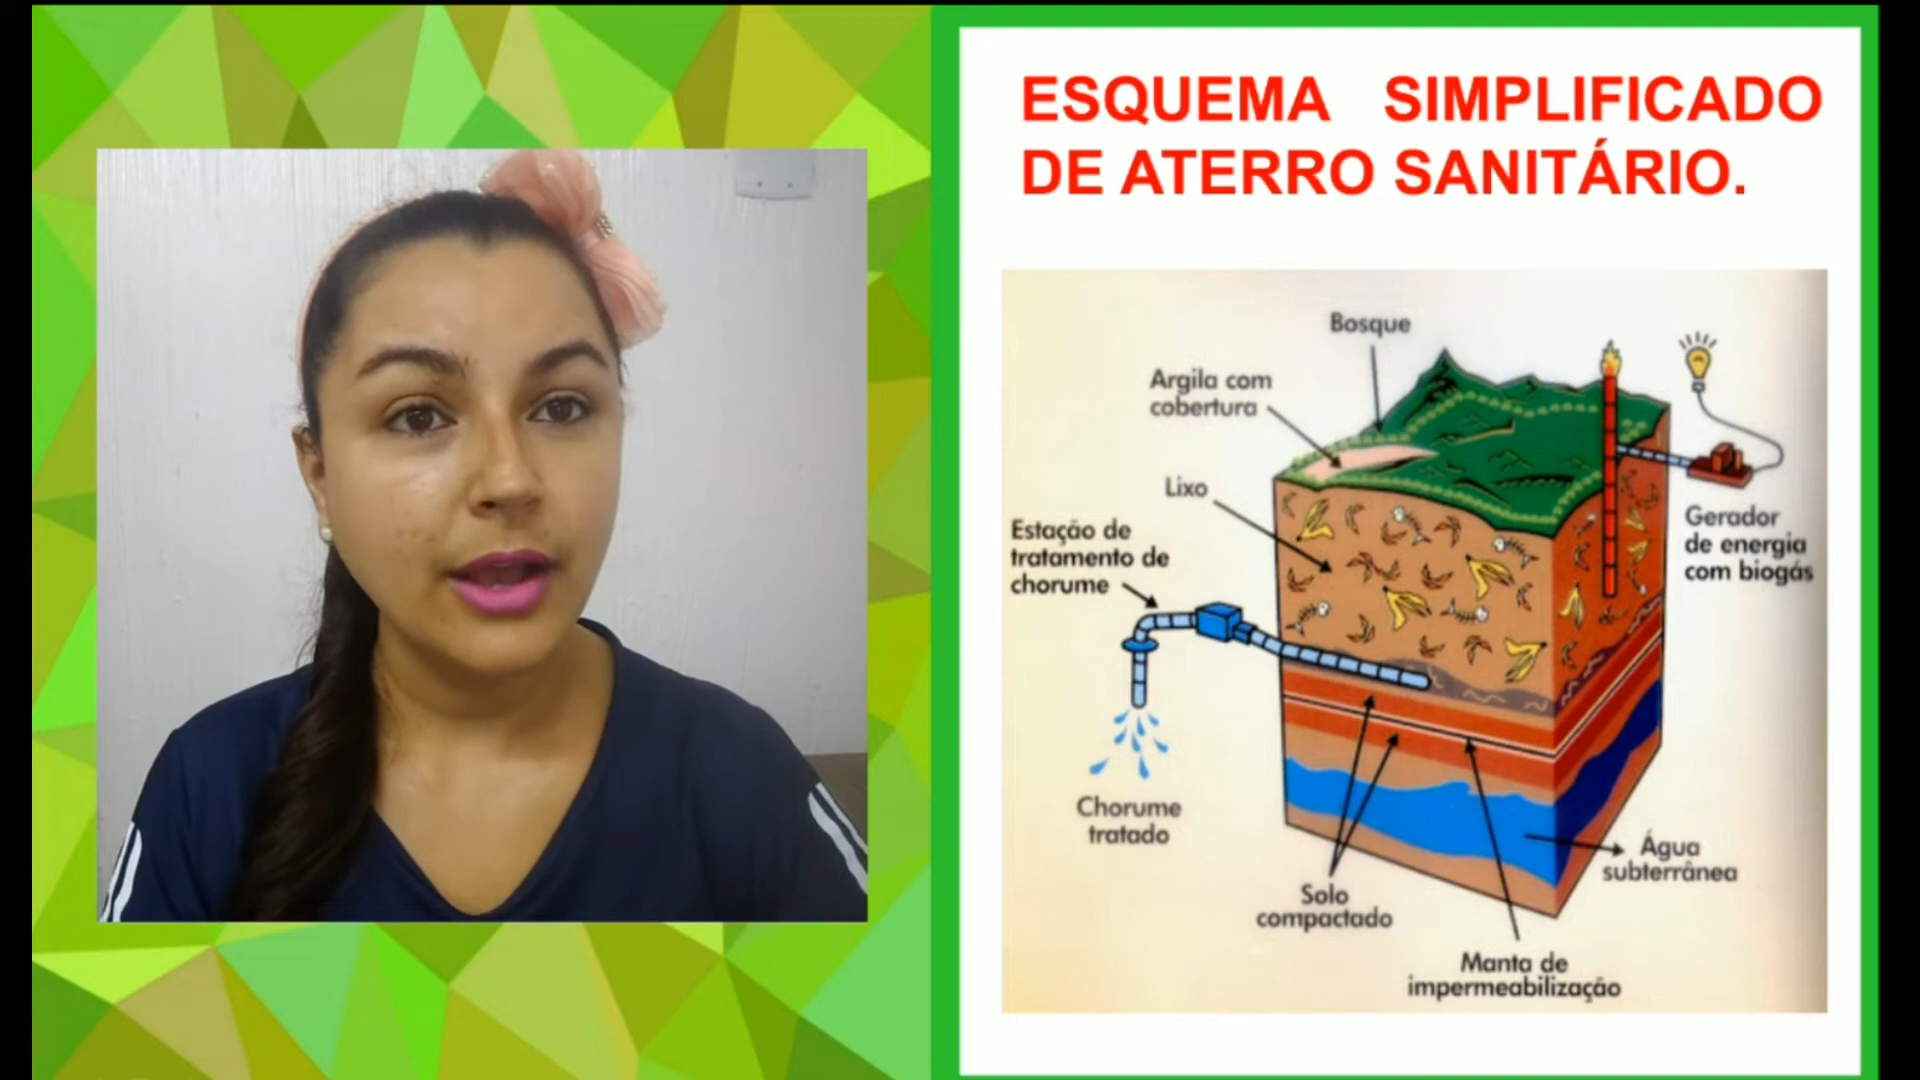 ESQUEMA SIMPLIFICADO
DE ATERRO SANITÁRIO.
Bosque
Argila com
cobertura
Lixo
Estação de
tratamento de
chorume
Gerador
de energia
com biogás
Chorume
tratado
Água
subterrânea
Solo
compactado
Manta de
impermeabilização